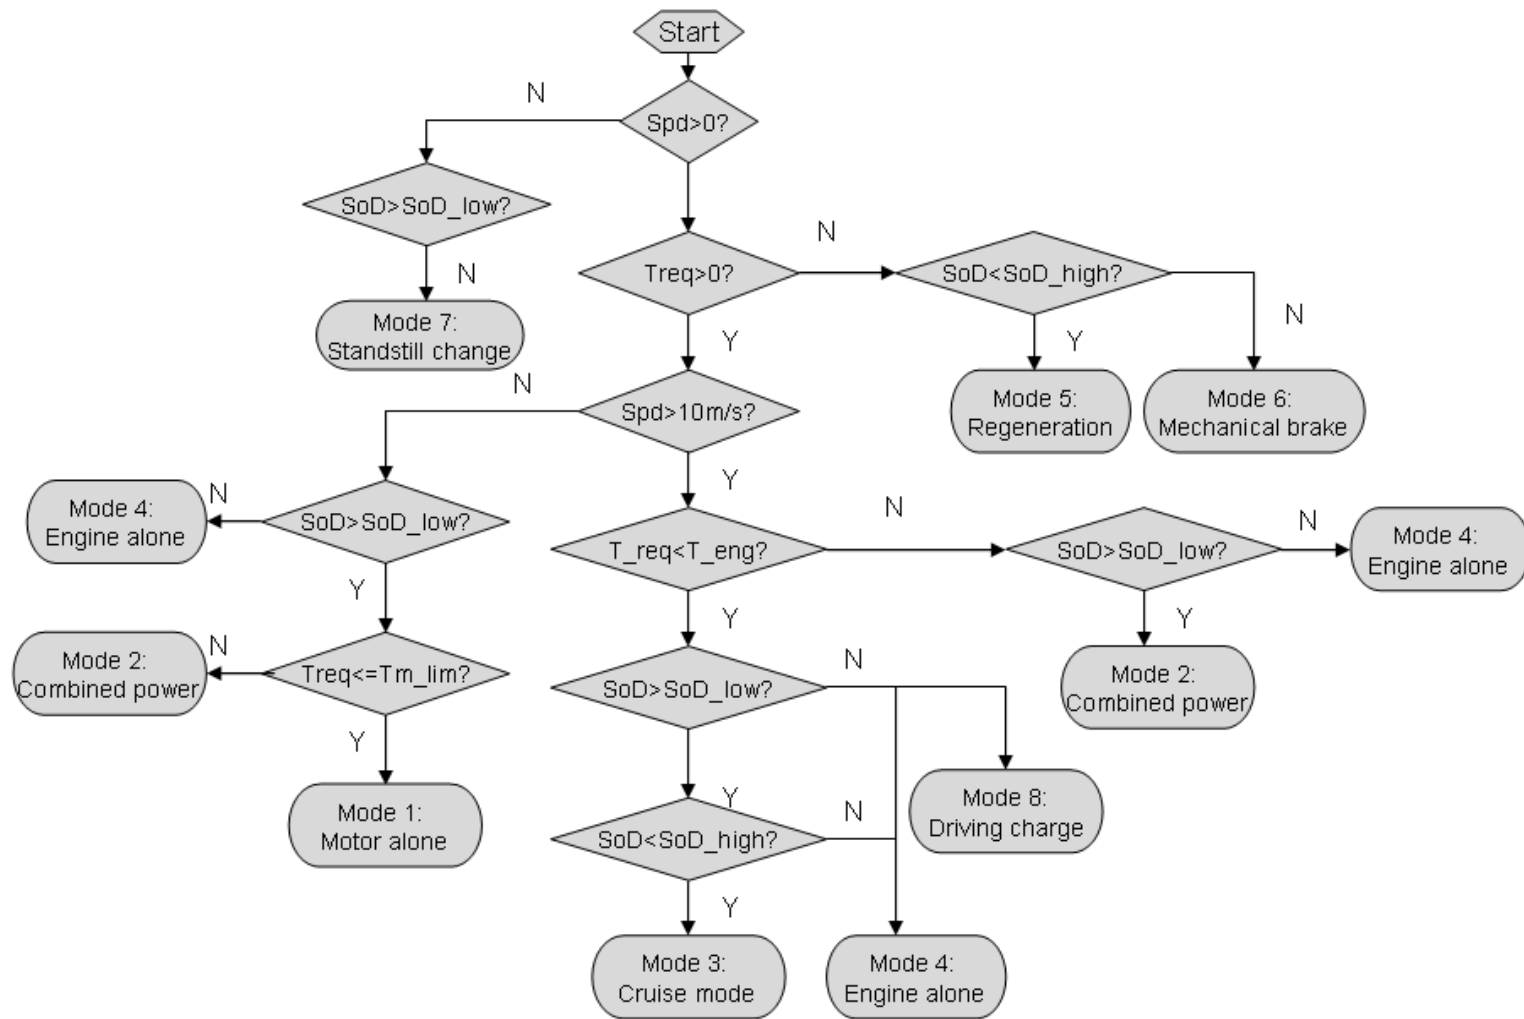 Start
N
Spd>0?
SoD>SoD_low?
N
Treq>0?
N
SoD<SoD_high?
Mode 7:
Standstill change
Y
Y
N
N
Spd>10m/s?
Mode 5:
Regeneration
Mode 6:
Mechanical brake
Y
Mode 4:
Engine alone
N
SoD>SoD_low?
T_req<T_eng?
N
SoD>SoD_low?
N
Mode 4:
Engine alone
Y
Y
Y
Mode 2:
Combined power
N
Treq<=Tm_lim?
SoD>SoD_low?
N
Mode 2:
Combined power
Y
Y
Mode 1:
Motor alone
SoD<SoD_high?
N
Mode 8:
Driving charge
Y
Mode 3:
Cruise mode
Mode 4:
Engine alone